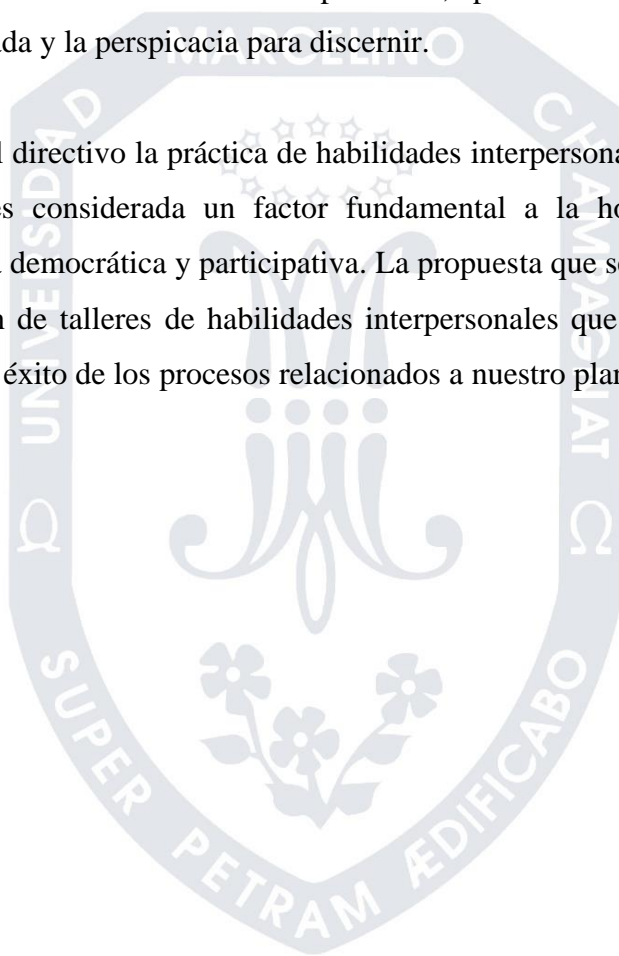 ada y la perspicacia para discernir.
l directivo la práctica de habilidades interpersona
es considerada un factor fundamental a la ho
democrática y participativa. La propuesta que s
n de talleres de habilidades interpersonales que
éxito de los procesos relacionados a nuestro plan
UNIVERSIDAD MARCELINO CHAMPAGNAT
SUPER PETRAM ÆDIFICABO